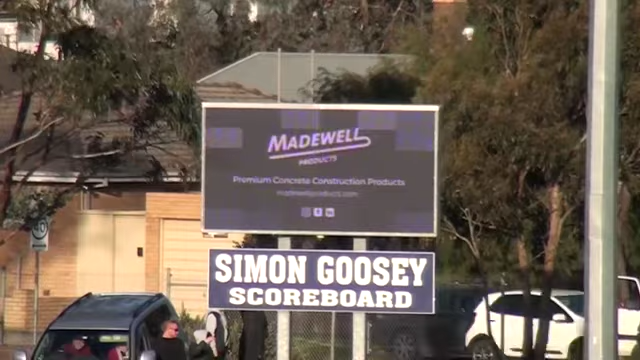 MADEWELL
PRODUCTS
Premium Concrete Construction Products
madewellproducts.com
SIMON GOOSEY
SCOREBOARD